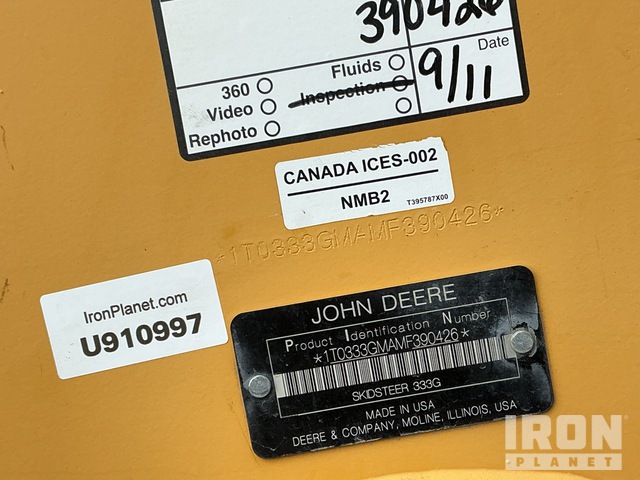 390426
360
Video
Rephoto
Fluids
Inspection
Date
9/11
CANADA ICES-002
NMB2
T395787X00
*1T0333GMAMF390426*
IronPlanet.com
U910997
JOHN DEERE
Product Identification Number
*1T0333GMAMF390426*
SKIDSTEER 333G
MADE IN USA
DEERE & COMPANY, MOLINE, ILLINOIS, USA
IRON
PLANET